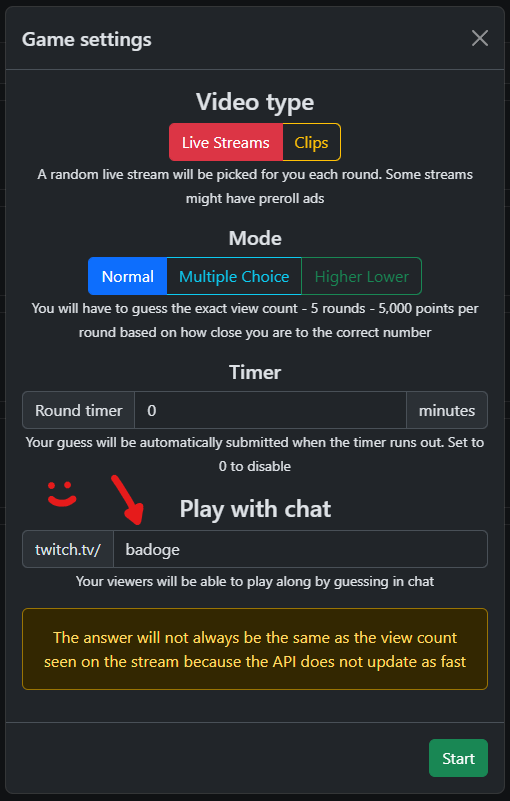 Game settings
Video type
Live Streams Clips
A random live stream will be picked for you each round. Some streams
might have preroll ads
Mode
Normal Multiple Choice Higher Lower
You will have to guess the exact view count - 5 rounds - 5,000 points per
round based on how close you are to the correct number
Timer
Round timer 0 minutes
Your guess will be automatically submitted when the timer runs out. Set to
0 to disable
Play with chat
twitch.tv/ badoge
Your viewers will be able to play along by guessing in chat
The answer will not always be the same as the view count
seen on the stream because the API does not update as fast
Start